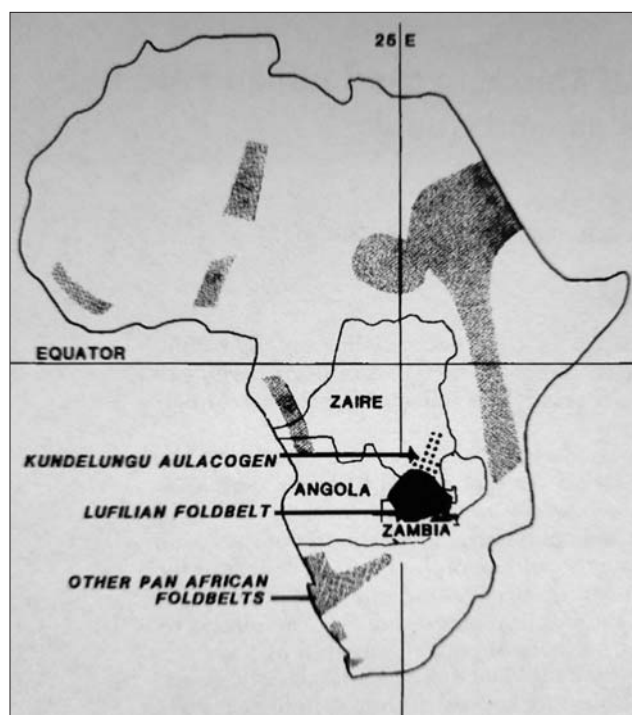 25 E
EQUATOR
ZAIRE
KUNDELUNGU AULACOGEN
ANGOLA
LUFILIAN FOLDBELT
ZAMBIA
OTHER PAN AFRICAN
FOLDBELTS